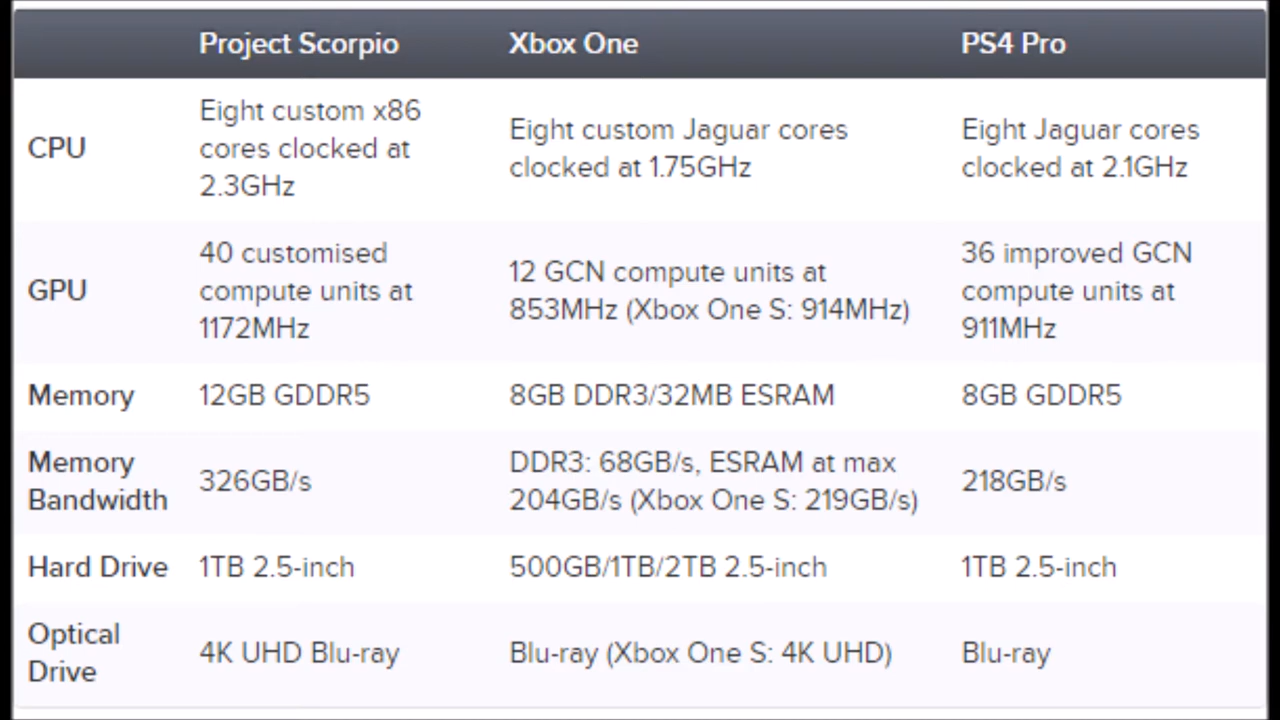 Project Scorpio Xbox One PS4 Pro
CPU
Eight custom x86
cores clocked at
2.3GHz
Eight custom Jaguar cores
clocked at 1.75GHz
Eight Jaguar cores
clocked at 2.1GHz
GPU
40 customised
compute units at
1172MHz
12 GCN compute units at
853MHz (Xbox One S: 914MHz)
36 improved GCN
compute units at
911MHz
Memory
12GB GDDR5
8GB DDR3/32MB ESRAM
8GB GDDR5
Memory
Bandwidth
326GB/s
DDR3: 68GB/s, ESRAM at max
204GB/s (Xbox One S: 219GB/s)
218GB/s
Hard Drive
1TB 2.5-inch
500GB/1TB/2TB 2.5-inch
1TB 2.5-inch
Optical
Drive
4K UHD Blu-ray
Blu-ray (Xbox One S: 4K UHD)
Blu-ray